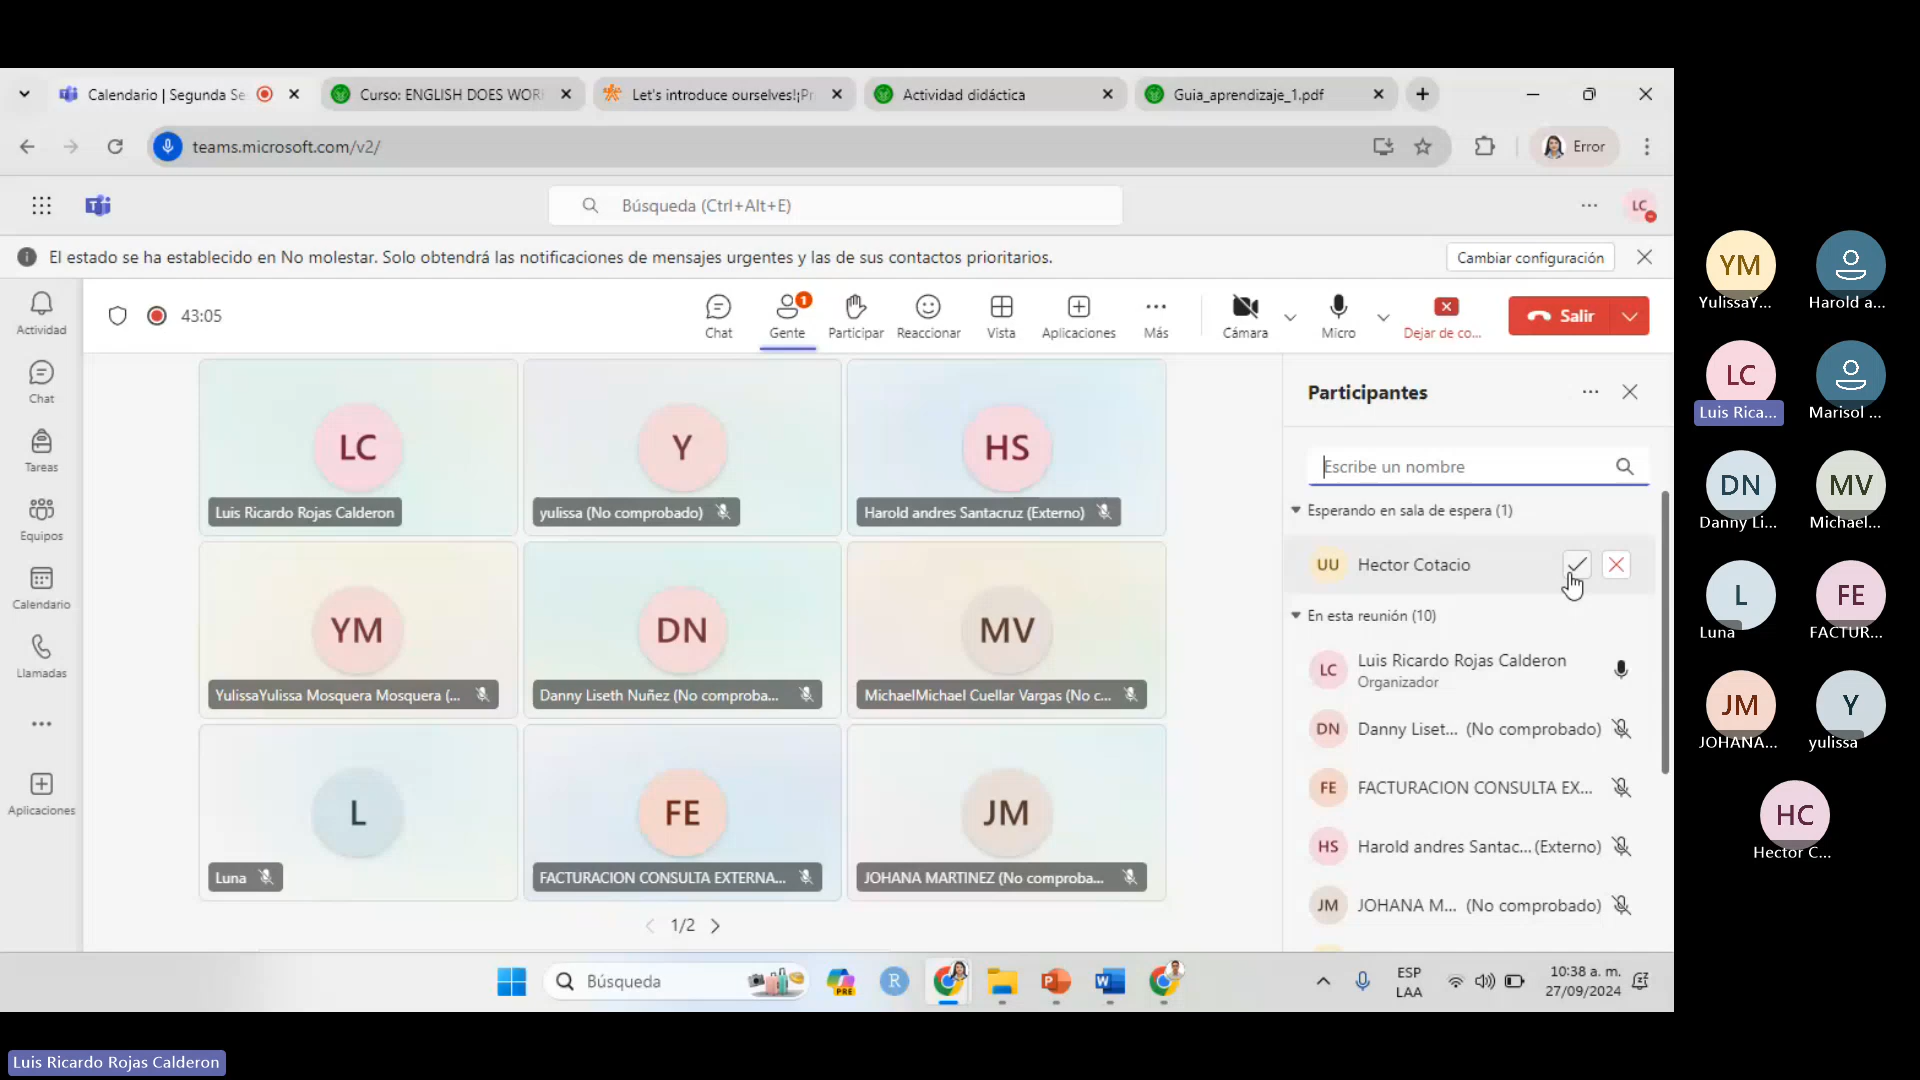 Calendario | Segunda Se
Curso: ENGLISH DOES WOR
Let's introduce ourselves!¡Pr
Actividad didáctica
Guia_aprendizaje_1.pdf
teams.microsoft.com/v2/
Error
Búsqueda (Ctrl+Alt+E)
LC
El estado se ha establecido en No molestar. Solo obtendrá las notificaciones de mensajes urgentes y las de sus contactos prioritarios.
Cambiar configuración
Actividad
Chat
Tareas
Equipos
Calendario
Llamadas
Aplicaciones
43:05
Chat
1
Gente
Participar
Reaccionar
Vista
Aplicaciones
Más
Cámara
Micro
Dejar de co...
Salir
LC
Luis Ricardo Rojas Calderon
Y
yulissa (No comprobado)
HS
Harold andres Santacruz (Externo)
YM
YulissaYulissa Mosquera Mosquera (...
DN
Danny Liseth Nuñez (No comproba...
MV
MichaelMichael Cuellar Vargas (No c...
L
Luna
FE
FACTURACION CONSULTA EXTERNA...
JM
JOHANA MARTINEZ (No comproba...
1/2
Participantes
Escribe un nombre
Esperando en sala de espera (1)
UU
Hector Cotacio
En esta reunión (10)
LC
Luis Ricardo Rojas Calderon
Organizador
DN
Danny Liset... (No comprobado)
FE
FACTURACION CONSULTA EX...
HS
Harold andres Santac... (Externo)
JM
JOHANA M... (No comprobado)
Búsqueda
PRE
R
P
W
ESP
LAA
10:38 a. m.
27/09/2024
YM
YulissaY...
Harold a...
LC
Luis Rica...
Marisol ...
DN
Danny Li...
MV
Michael...
L
Luna
FE
FACTUR...
JM
JOHANA...
Y
yulissa
HC
Hector C...
Luis Ricardo Rojas Calderon